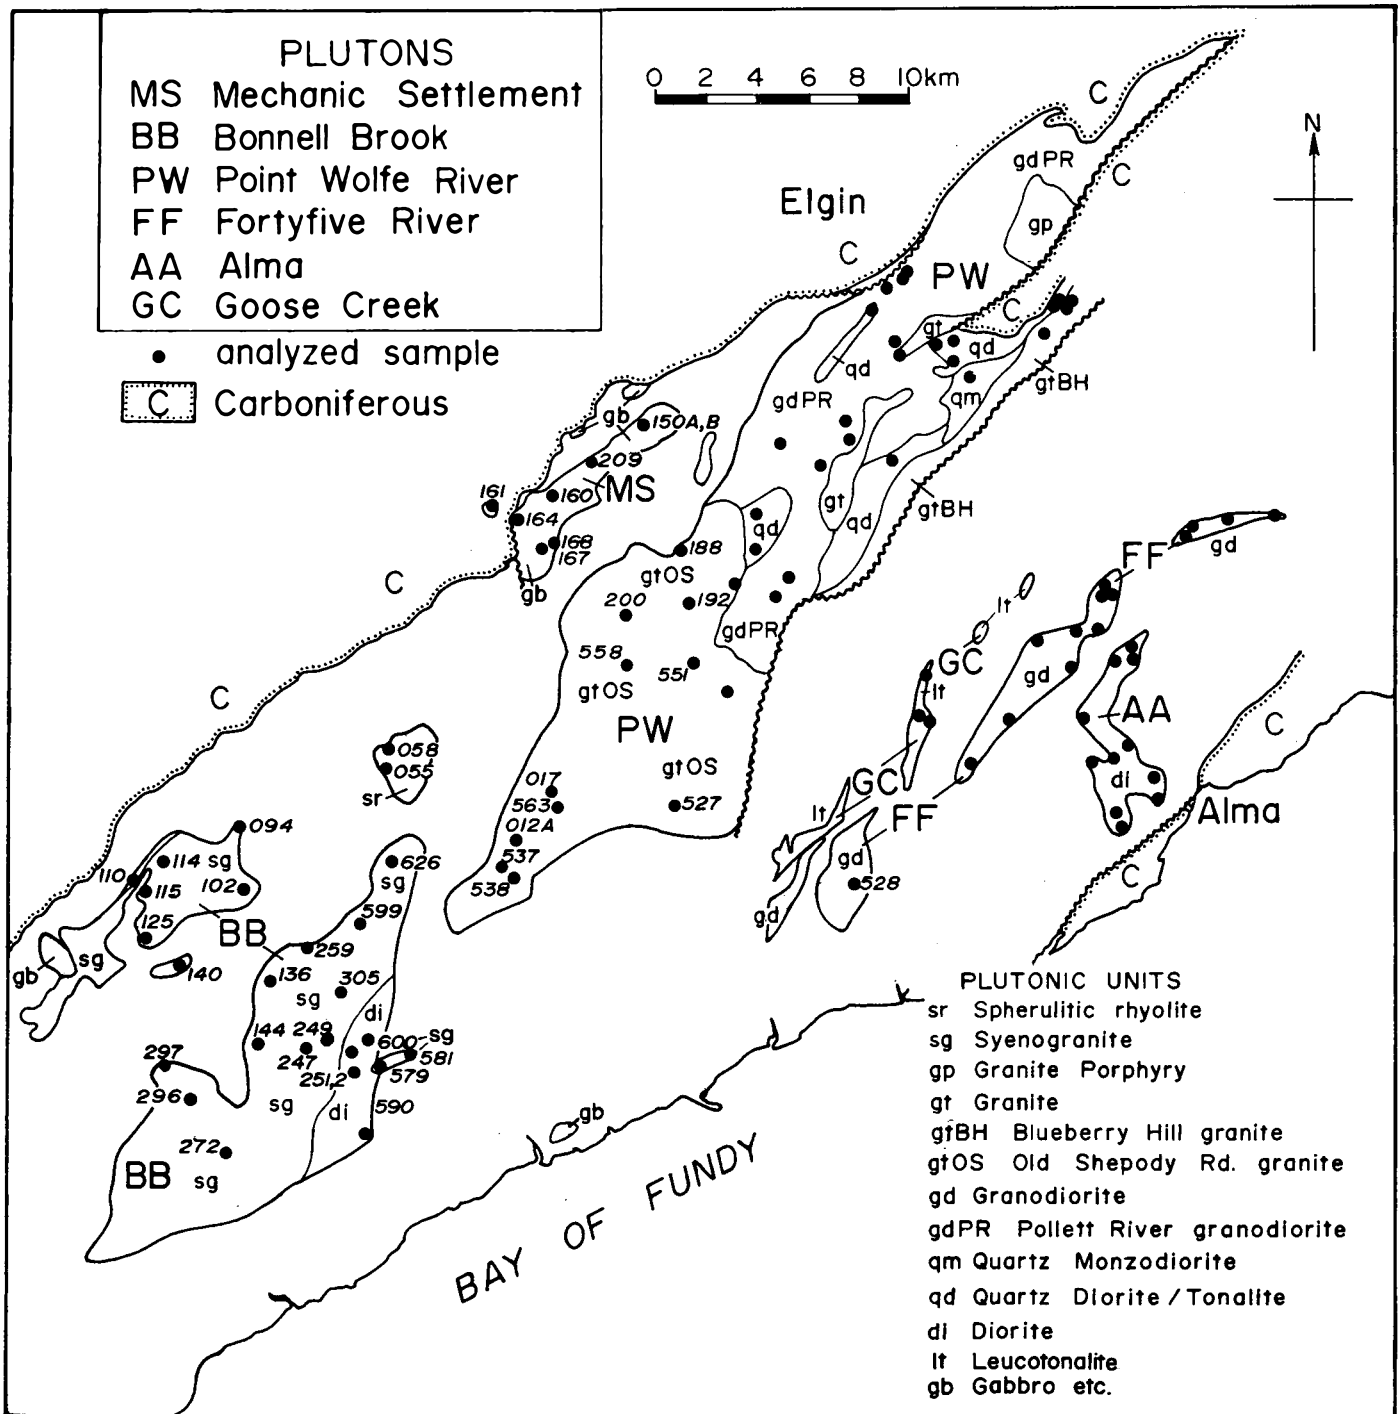 PLUTONS
MS Mechanic Settlement
BB Bonnell Brook
PW Point Wolfe River
FF Fortyfive River
AA Alma
GC Goose Creek
analyzed sample
C Carboniferous
0 2 4 6 8 10km
N
C
C
gdPR
gp
Elgin
C
PW
C
gt
qd
qd
gtBH
qm
gdPR
gb
150A,B
209
MS
161
160
164
168
167
gb
gt
qd
gtBH
qd
188
gtOS
200
192
gdPR
558
551
gtOS
PW
gtOS
C
C
FF
gd
lt
GC
lt
gd
AA
di
C
Alma
C
GC
lt
FF
gd
528
gd
058
055
sr
017
563
527
012A
537
538
094
114 sg
110
115
102
125
BB
626
sg
599
259
gb
sg
140
136
305
sg
di
144
249
247
2512
600
sg
581
579
297
296
sg
di
590
272
BB
sg
gb
BAY OF FUNDY
PLUTONIC UNITS
sr Spherulitic rhyolite
sg Syenogranite
gp Granite Porphyry
gt Granite
gtBH Blueberry Hill granite
gtOS Old Shepody Rd. granite
gd Granodiorite
gdPR Pollett River granodiorite
qm Quartz Monzodiorite
qd Quartz Diorite / Tonalite
di Diorite
lt Leucotonalite
gb Gabbro etc.